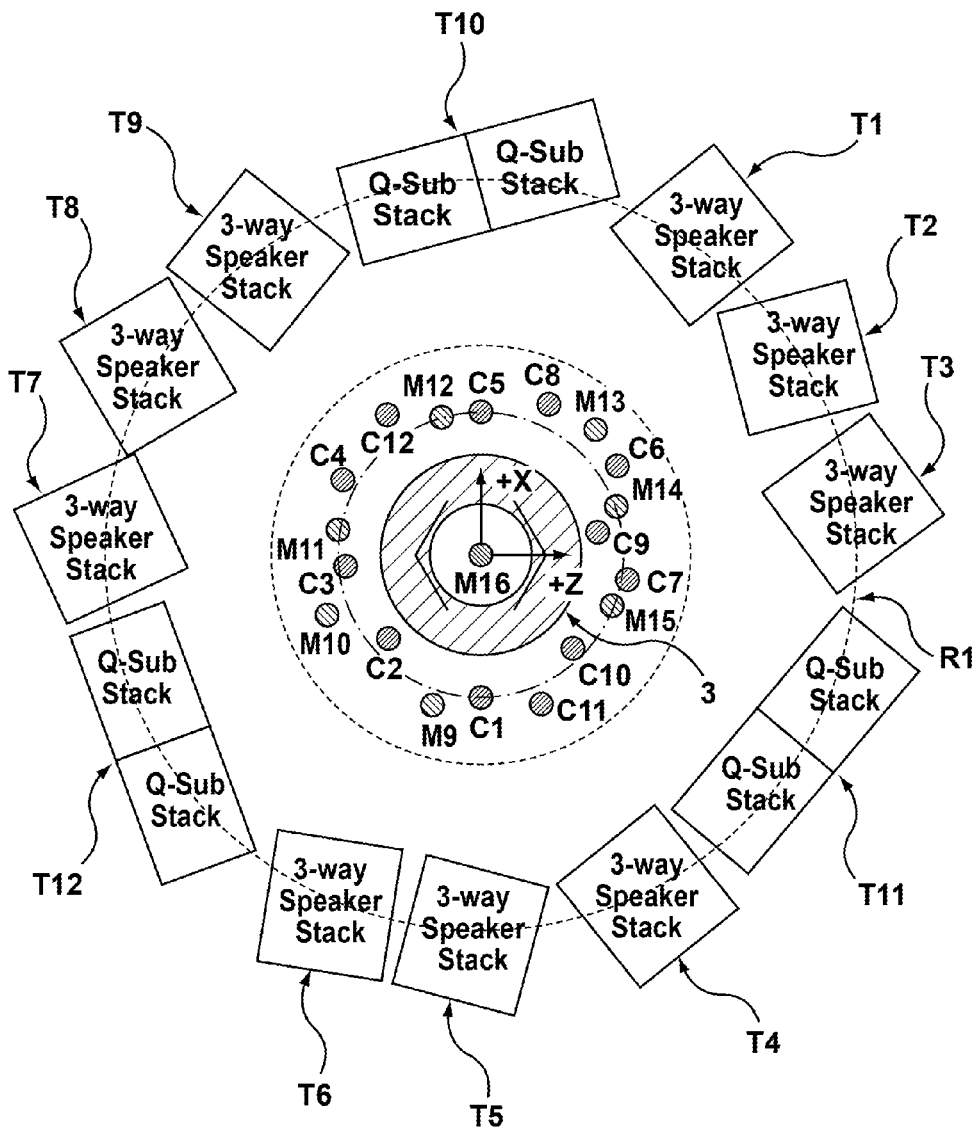 T10
T9
T1
Q-Sub
Stack
Q-Sub
Stack
T8
3-way
Speaker
Stack
3-way
Speaker
Stack
T2
3-way
Speaker
Stack
3-way
Speaker
Stack
T7
T3
M12
C5
C8
M13
C12
C4
C6
3-way
Speaker
Stack
+X
M14
3-way
Speaker
Stack
M11
C9
C3
M16
+Z
C7
M15
M10
C2
C10
3
R1
Q-Sub
Stack
Q-Sub
Stack
M9
C1
C11
Q-Sub
Stack
Q-Sub
Stack
T12
3-way
Speaker
Stack
3-way
Speaker
Stack
3-way
Speaker
Stack
T11
T4
T6
T5